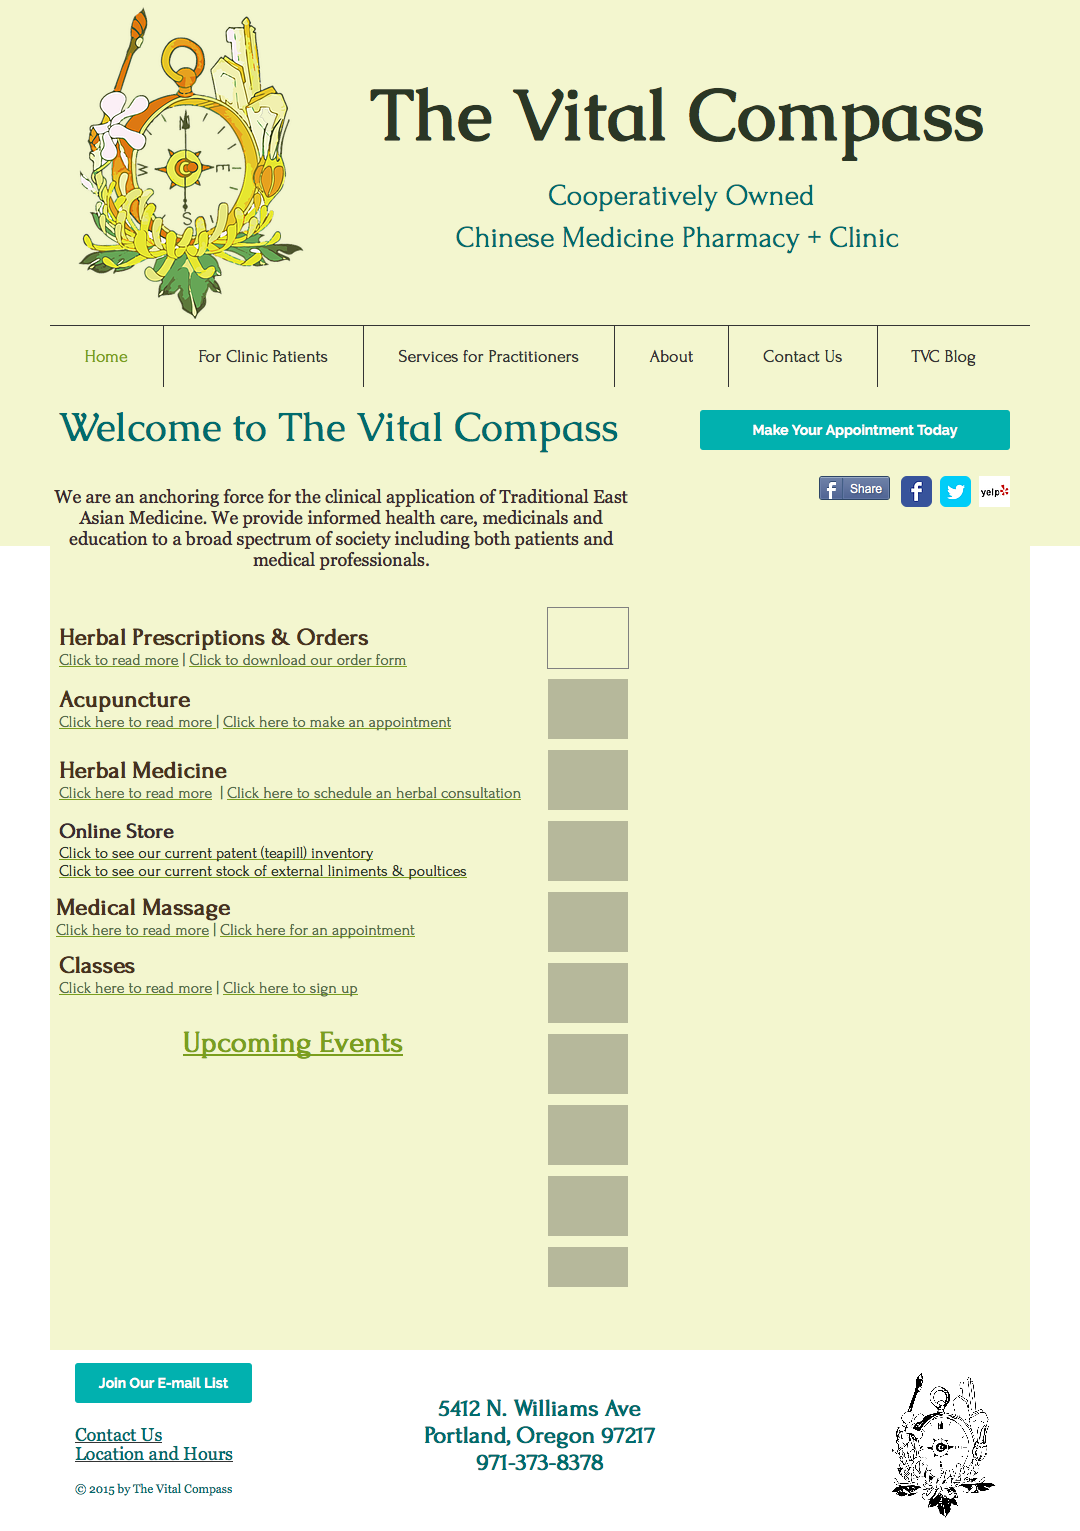 The Vital Compass
Cooperatively Owned
Chinese Medicine Pharmacy + Clinic
N
W
E
S
Home
For Clinic Patients
Services for Practitioners
About
Contact Us
TVC Blog
Welcome to The Vital Compass
Make Your Appointment Today
Share
yelp
We are an anchoring force for the clinical application of Traditional East
Asian Medicine. We provide informed health care, medicinals and
education to a broad spectrum of society including both patients and
medical professionals.
Herbal Prescriptions & Orders
Click to read more | Click to download our order form
Acupuncture
Click here to read more | Click here to make an appointment
Herbal Medicine
Click here to read more | Click here to schedule an herbal consultation
Online Store
Click to see our current patent (teapill) inventory
Click to see our current stock of external liniments & poultices
Medical Massage
Click here to read more | Click here for an appointment
Classes
Click here to read more | Click here to sign up
Upcoming Events
Join Our E-mail List
Contact Us
Location and Hours
© 2015 by The Vital Compass
5412 N. Williams Ave
Portland, Oregon 97217
971-373-8378